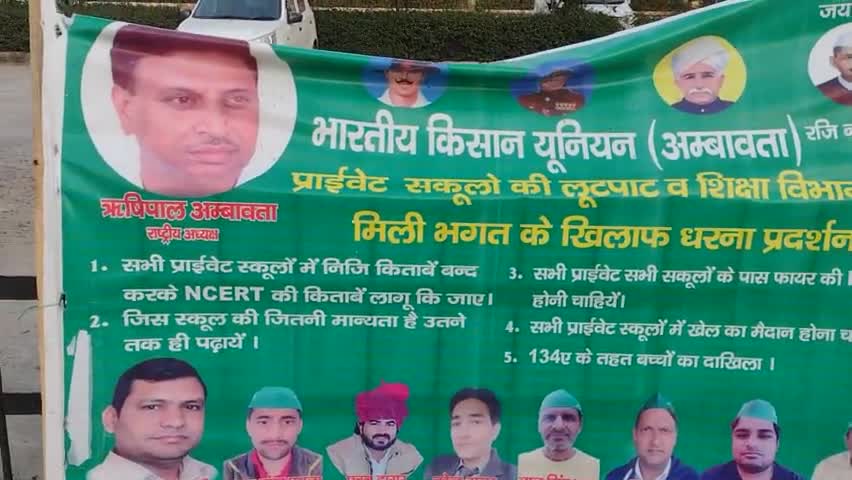 जय
भारतीय किसान यूनियन (अम्बावता) रजि
प्राईवेट सकूलो की लूटपाट व शिक्षा विभा
मिली भगत के खिलाफ धरना प्रदर्शन
ऋषिपाल अम्बावता
राष्ट्रीय अध्यक्ष
1. सभी प्राईवेट स्कूलों में निजि किताबें बन्द
करके NCERT की किताबें लागू कि जाए।
2. जिस स्कूल की जितनी मान्यता है उतने
तक ही पढ़ायें ।
3. सभी प्राईवेट सभी सकूलों के पास फायर की
होनी चाहियें।
4. सभी प्राईवेट स्कूलों में खेल का मैदान होना
5. 134ए के तहत बच्चों का दाखिला ।